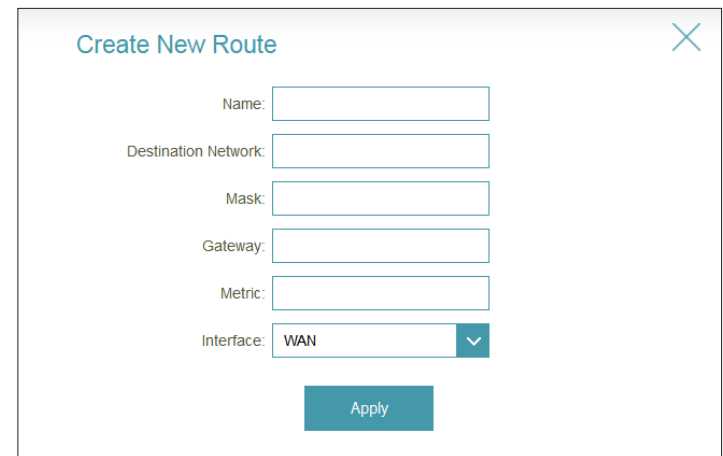 Create New Route
Name:
Destination Network:
Mask:
Gateway:
Metric:
Interface: WAN
Apply